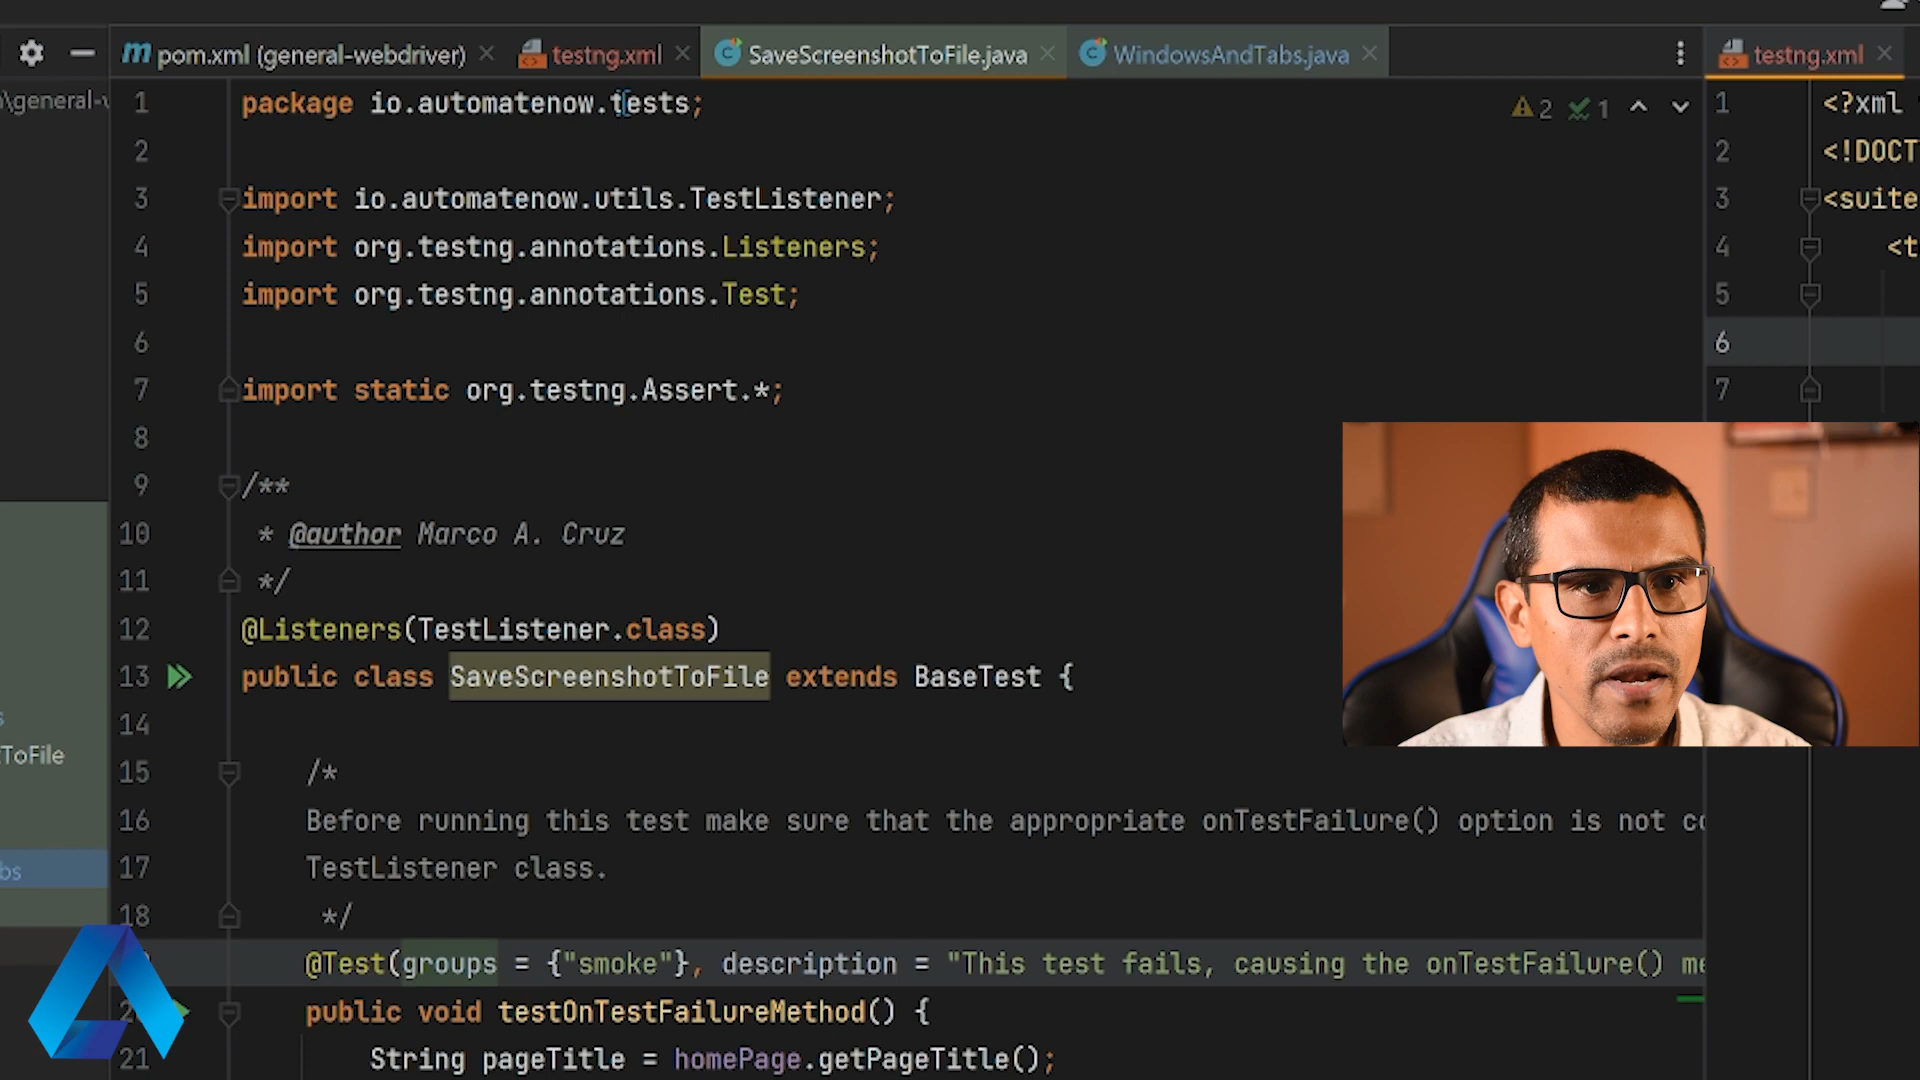 pom.xml (general-webdriver)
testng.xml
SaveScreenshotToFile.java
WindowsAndTabs.java
testng.xml
\general-
2
1
1 package io.automatenow.tests;
2
3 import io.automatenow.utils.TestListener;
4 import org.testng.annotations.Listeners;
5 import org.testng.annotations.Test;
6
7 import static org.testng.Assert.*;
8
9 /**
10 * @author Marco A. Cruz
11 */
12 @Listeners(TestListener.class)
13 public class SaveScreenshotToFile extends BaseTest {
14
15 /*
16 Before running this test make sure that the appropriate onTestFailure() option is not co
17 TestListener class.
18 */
@Test(groups = {"smoke"}, description = "This test fails, causing the onTestFailure() me
2 public void testOnTestFailureMethod() {
21 String pageTitle = homePage.getPageTitle();
s
ToFile
bs
1 <?xml
2 <!DOCT
3 <suite
4 <t
5
6
7